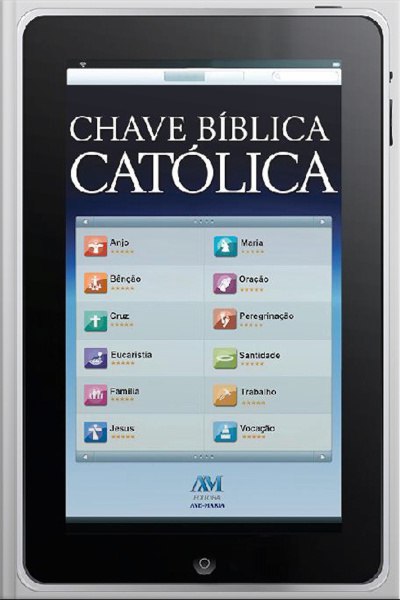 CHAVE BÍBLICA
CATÓLICA
Anjo
Maria
Bênção
Oração
Cruz
Peregrinação
Eucaristia
Santidade
Família
Trabalho
Jesus
Vocação
AM
EDITORA
AVE-MARIA